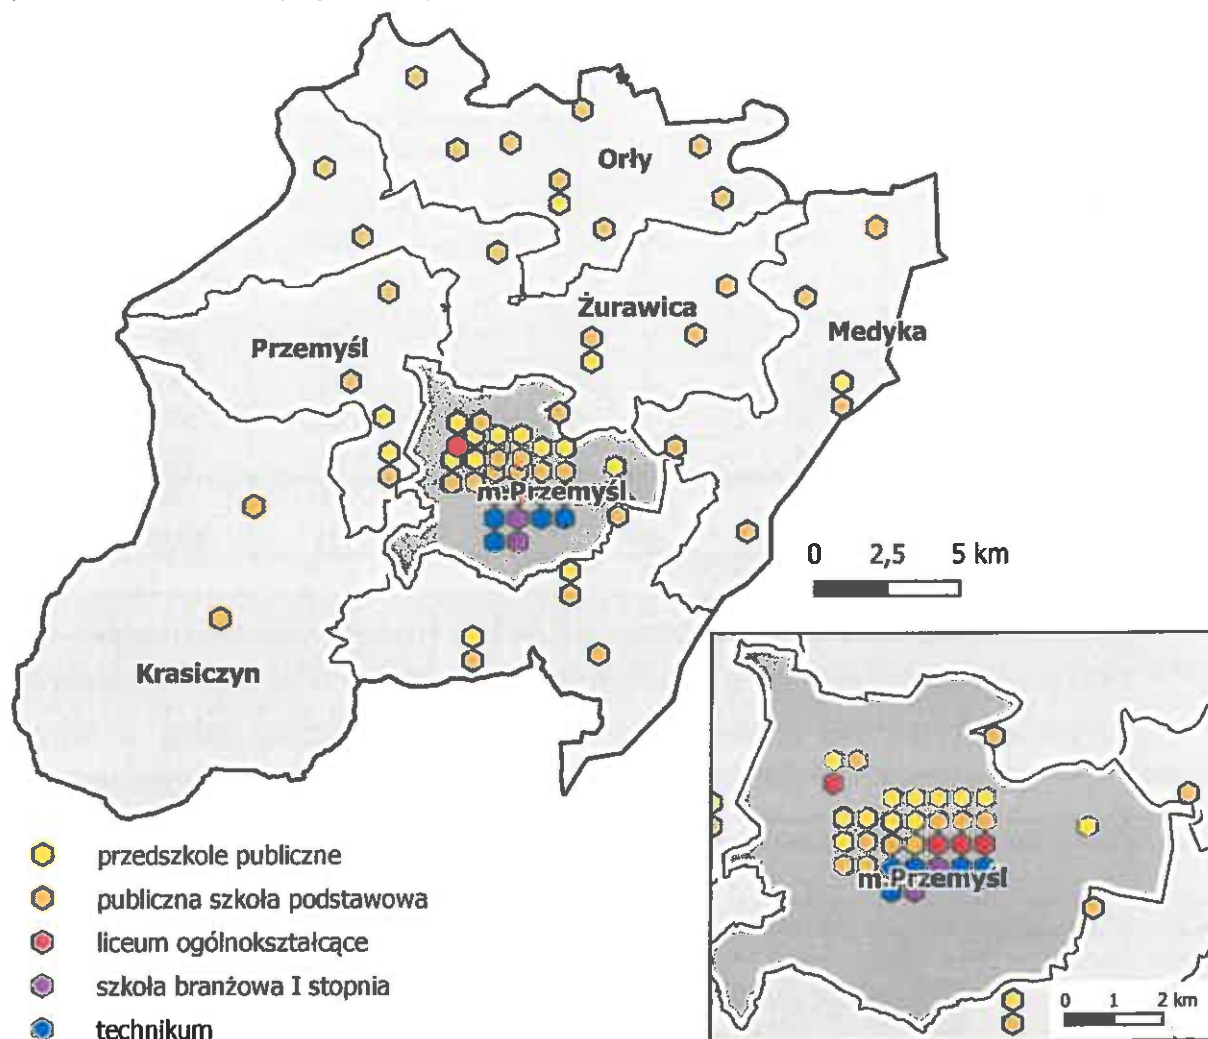 Orły
Żurawica
Medyka
Przemyśl
m.Przemyśl
0 2,5 5 km
Krasiczyn
przedszkole publiczne
publiczna szkoła podstawowa
liceum ogólnokształcące
szkoła branżowa I stopnia
technikum
m.Przemyśl
0 1 2 km